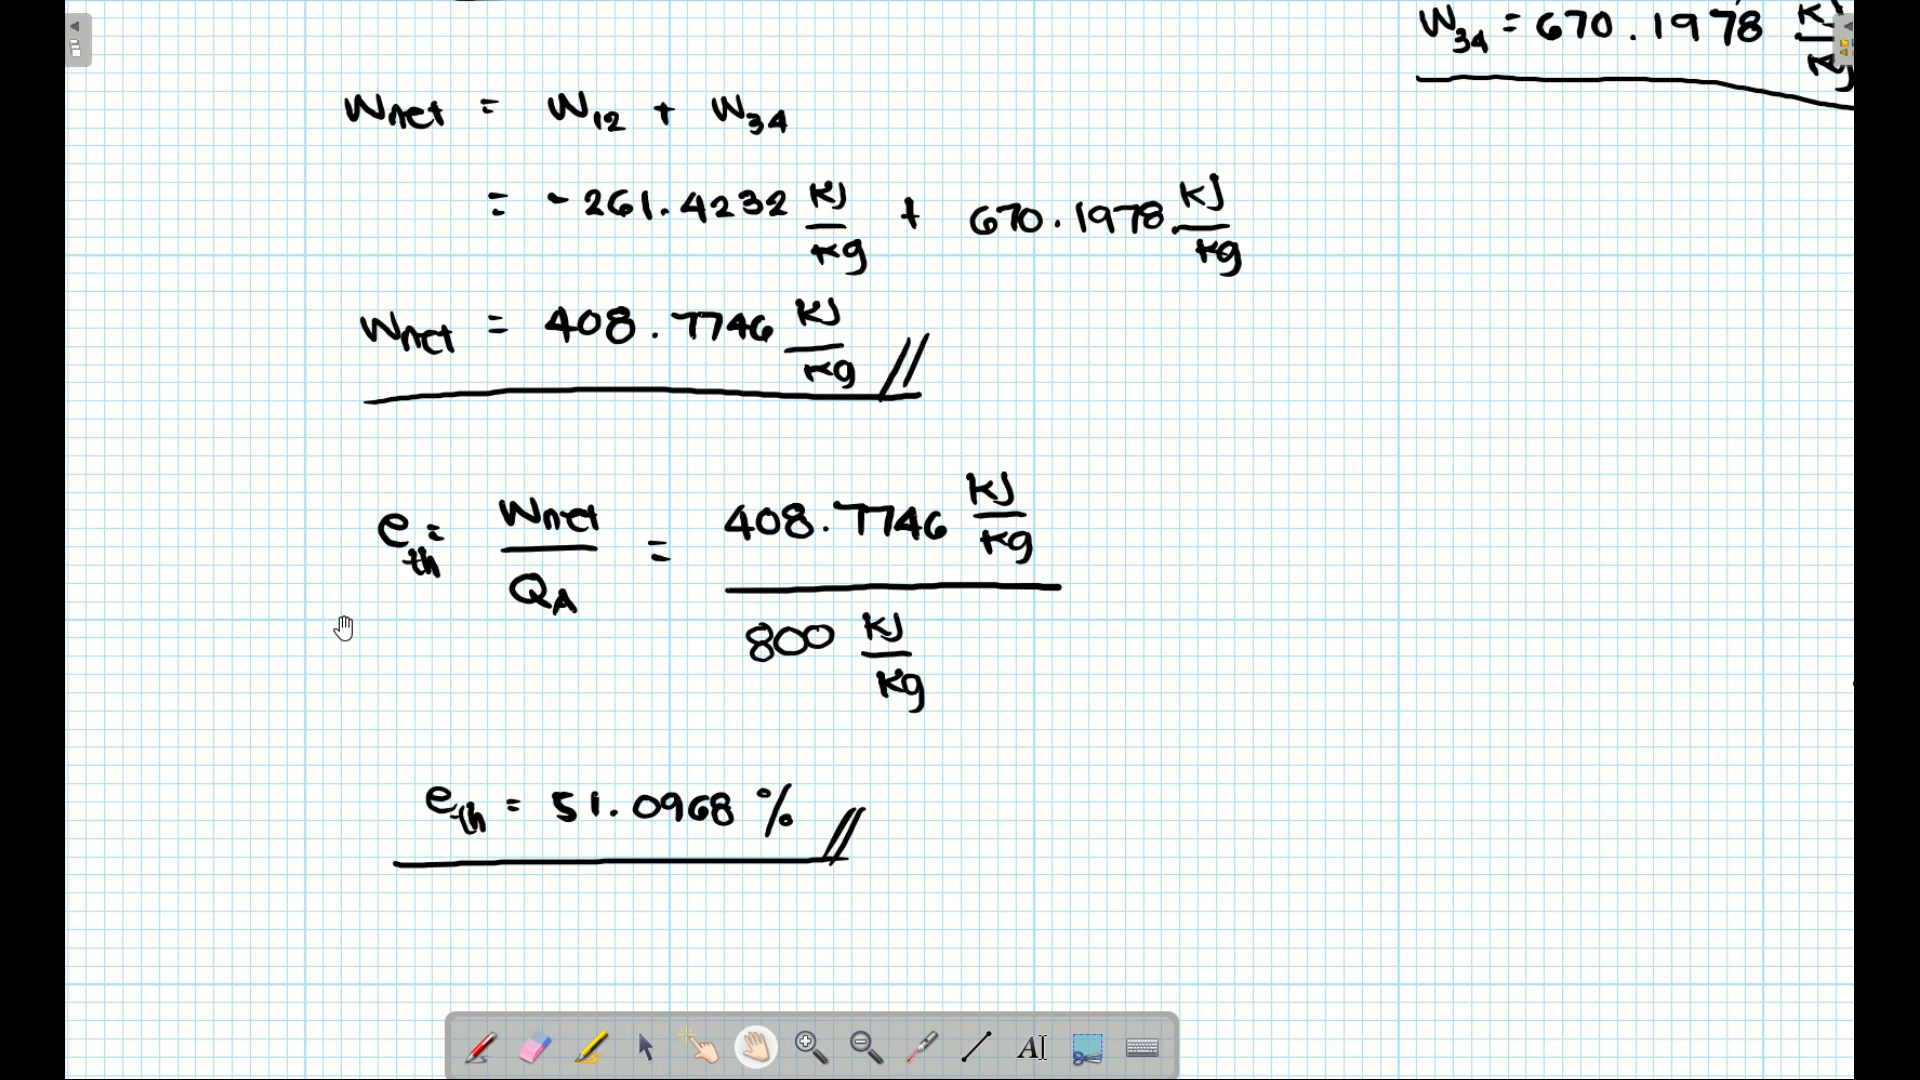 W34 = 670.1978 kJ/kg
Wnet = W12 + W34
= -261.4232 kJ/kg + 670.1978 kJ/kg
Wnet = 408.7746 kJ/kg //
eth = Wnet/QA = 408.7746 kJ/kg / 800 kJ/kg
eth = 51.0968 % //